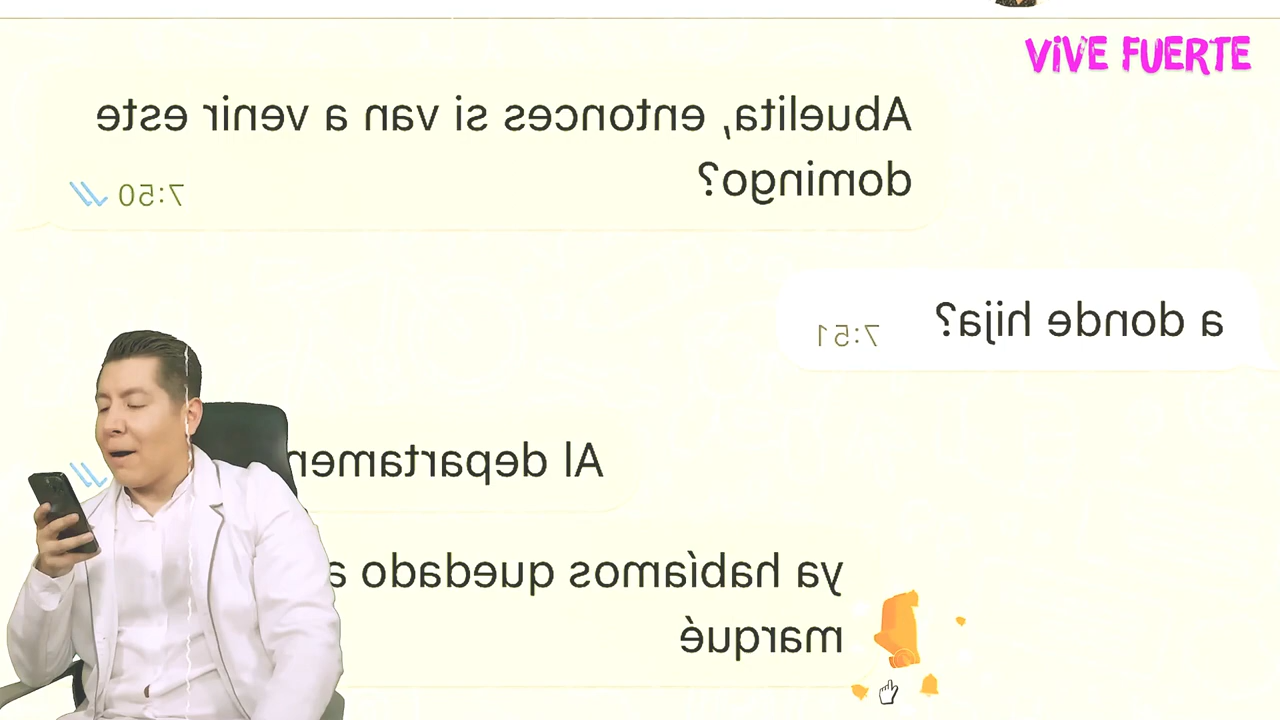 VIVE FUERTE
Abuelita, entonces si van a venir este
domingo?
7:50
a donde hija?
7:51
Al
ya habíamos quedado
marqué